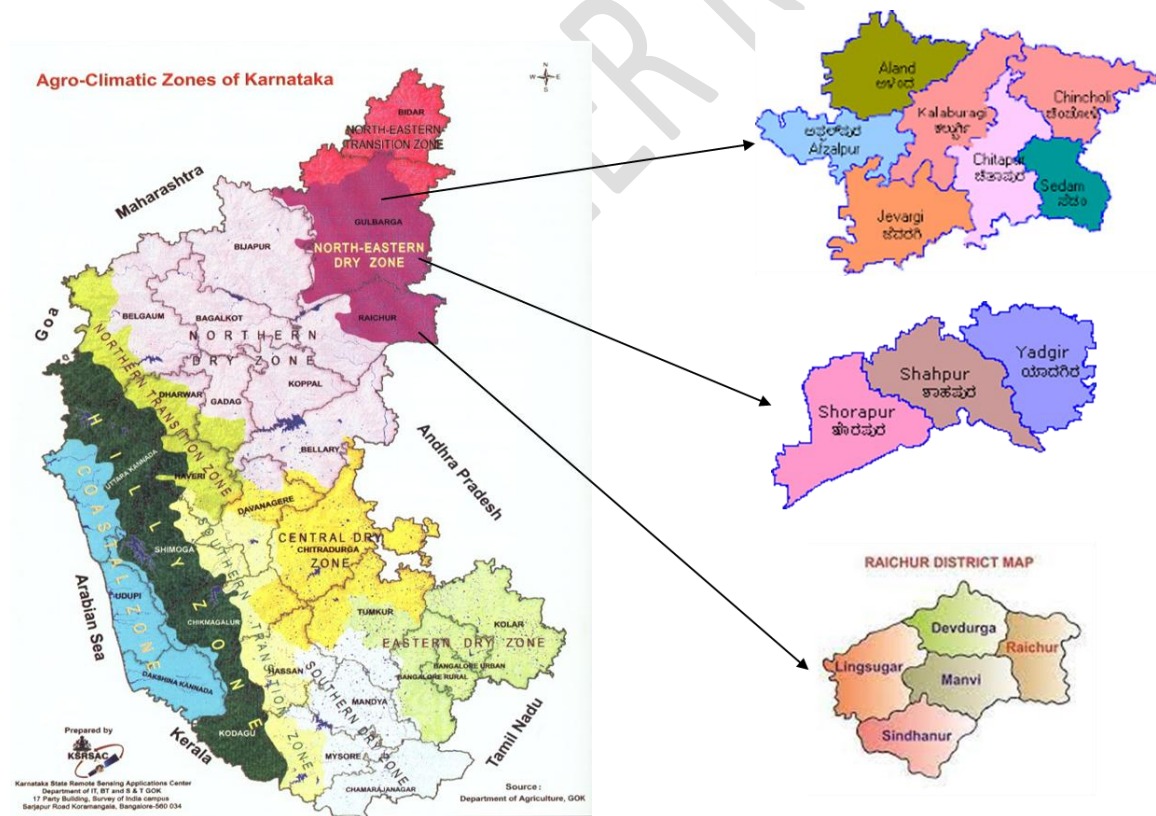 Agro-Climatic Zones of Karnataka
N
W E
S
BIDAR
NORTH-EASTERN
TRANSITION ZONE
Maharashtra
GULBARGA
BIJAPUR
NORTH-EASTERN
DRY ZONE
RAICHUR
Goa
BELGAUM
BAGALKOT
NORTHERN
DRY ZONE
NORTHERN TRANSITION ZONE
DHARWAR
GADAG
KOPPAL
BELLARY
Andhra Pradesh
HILLY ZONE
UTTARA KANNADA
HAVERI
COASTAL ZONE
DAVANAGERE
CENTRAL DRY
CHITRADURGA
ZONE
SOUTHERN TRANSITION ZONE
SHIMOGA
Arabian Sea
UDUPI
CHIKMAGALUR
TUMKUR
KOLAR
EASTERN DRY ZONE
BANGALORE URBAN
BANGALORE RURAL
HASSAN
SOUTHERN DRY ZONE
DAKSHINA KANNADA
MANDYA
Kerala
KODAGU
MYSORE
CHAMARAJANAGAR
Tamil Nadu
Prepared by
KSRSAC
Karnataka State Remote Sensing Applications Center
Department of IT, BT and S & T GOK
17 Party Building, Survey of India campus
Sarjapur Road Koramangala, Bangalore-560 034
Source :
Department of Agriculture, GOK
Aland
ಆಳಂದ
Kalaburagi
Chincholi
ಚಿಂಚೋಳಿ
Afzalpur
Chitapur
ಚಿತಾಪುರ
Sedam
ಸೇಡಂ
Jevargi
ಜೆವರಗಿ
Yadgir
ಯಾದಗಿರ
Shahpur
ಶಾಹಪುರ
Shorapur
ಶೊರಪುರ
RAICHUR DISTRICT MAP
Devdurga
Raichur
Lingsugar
Manvi
Sindhanur